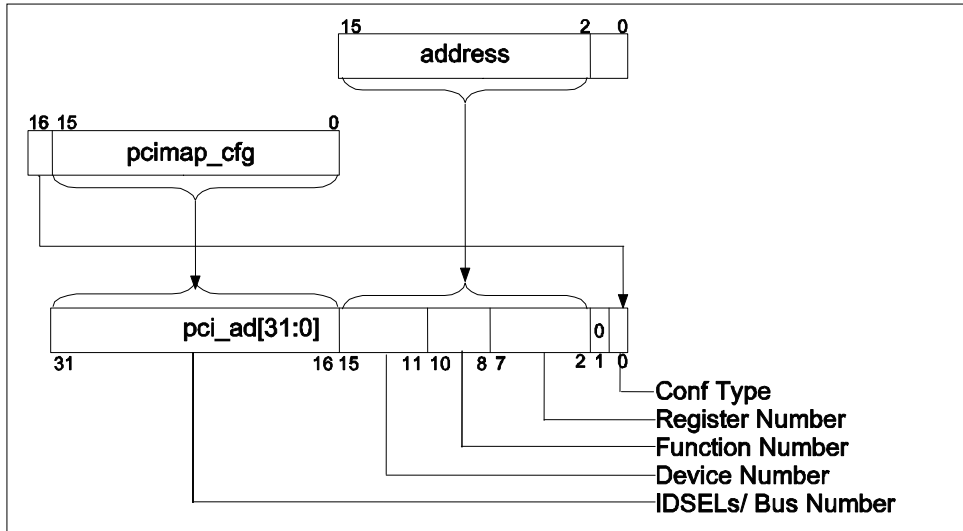 15 2 0
address
16 15 0
pcimap_cfg
pci_ad[31:0] 0
31 16 15 11 10 8 7 2 1 0
Conf Type
Register Number
Function Number
Device Number
IDSELs/ Bus Number